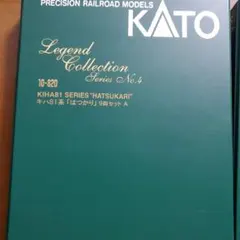 PRECISION RAILROAD MODELS
KATO
Legend
Collection
Series No.4
10-820
KIHA81 SERIES "HATSUKARI"
キハ81系「はつかり」9両セット A